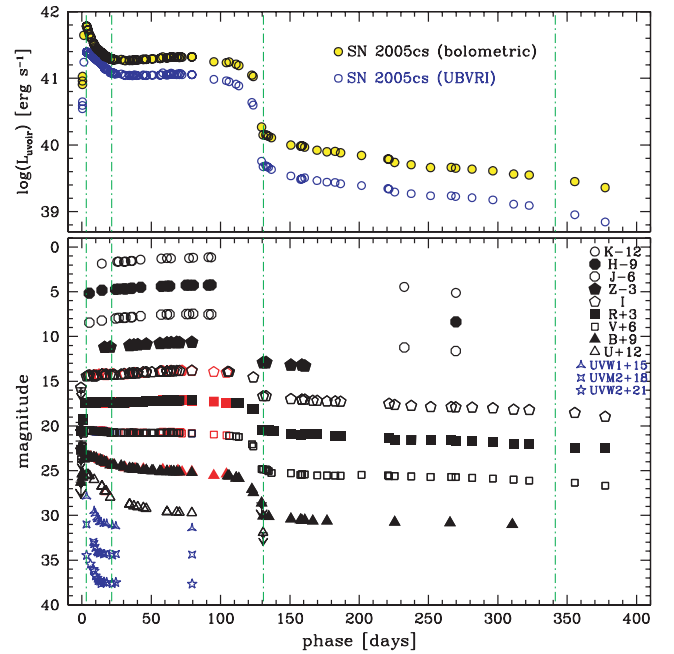 42
41
40
39
log(L_uvoir) [erg s⁻¹]
SN 2005cs (bolometric)
SN 2005cs (UBVRI)
0
5
10
15
20
25
30
35
40
magnitude
K−12
H−9
J−6
Z−3
I
R+3
V+6
B+9
U+12
UVW1+15
UVM2+18
UVW2+21
0 50 100 150 200 250 300 350 400
phase [days]